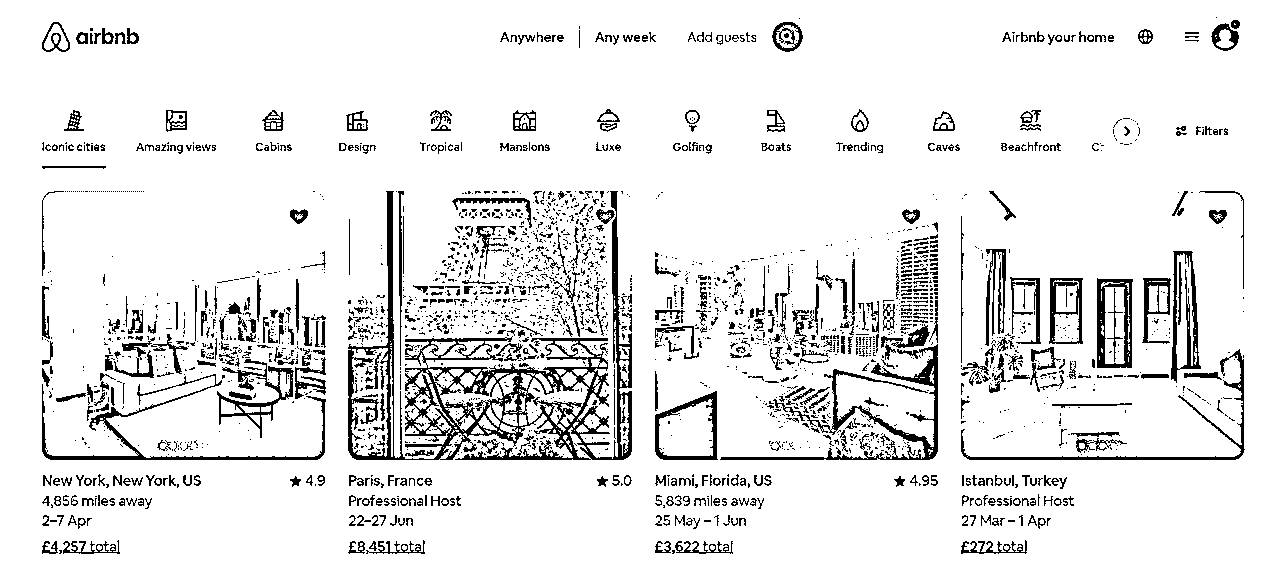 airbnb
Anywhere Any week Add guests
Airbnb your home
Iconic cities Amazing views Cabins Design Tropical Mansions Luxe Golfing Boats Trending Caves Beachfront
Filters
New York, New York, US ★ 4.9
4,856 miles away
2–7 Apr
£4,257 total
Paris, France ★ 5.0
Professional Host
22–27 Jun
£8,451 total
Miami, Florida, US ★ 4.95
5,839 miles away
25 May – 1 Jun
£3,622 total
Istanbul, Turkey
Professional Host
27 Mar – 1 Apr
£272 total